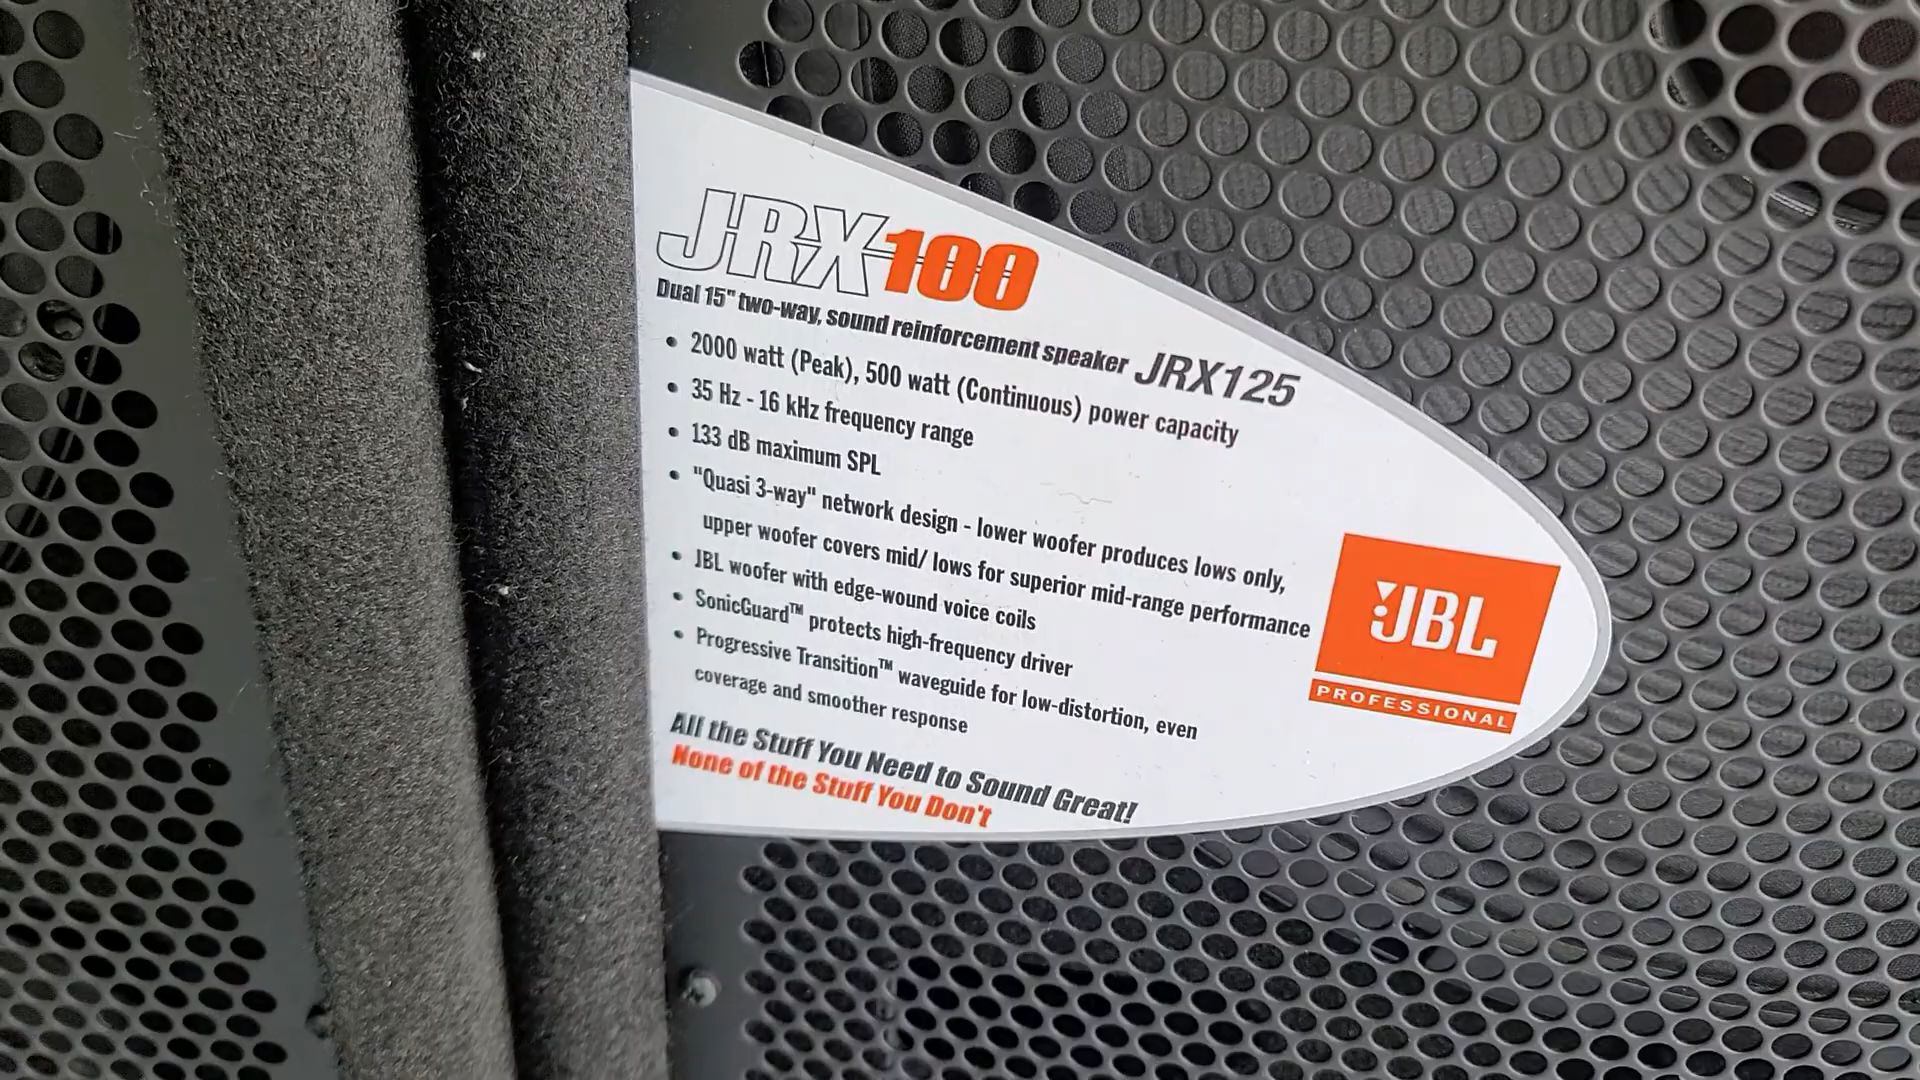 JRX100
Dual 15" two-way, sound reinforcement speaker JRX125
• 2000 watt (Peak), 500 watt (Continuous) power capacity
• 35 Hz - 16 kHz frequency range
• 133 dB maximum SPL
• "Quasi 3-way" network design - lower woofer produces lows only,
upper woofer covers mid/ lows for superior mid-range performance
• JBL woofer with edge-wound voice coils
• SonicGuard™ protects high-frequency driver
• Progressive Transition™ waveguide for low-distortion, even
coverage and smoother response
All the Stuff You Need to Sound Great!
None of the Stuff You Don't
JBL
PROFESSIONAL